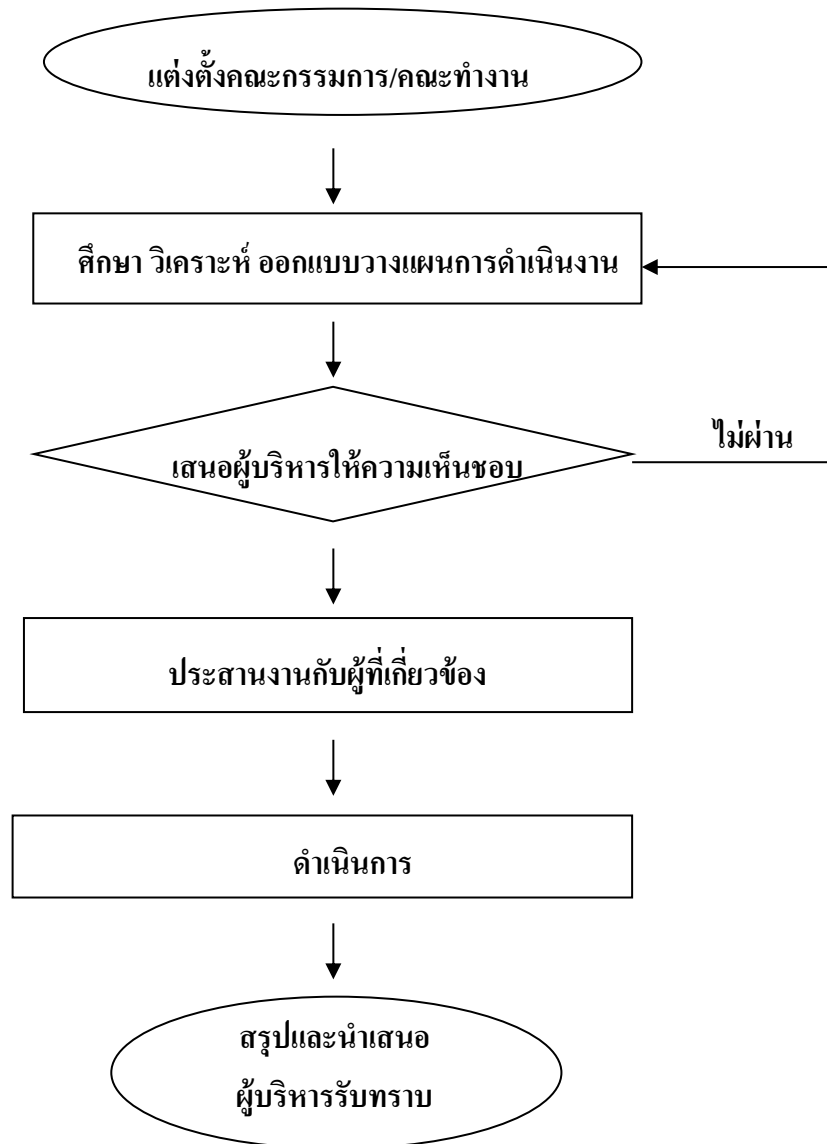 แต่งตั้งคณะกรรมการ/คณะทำงาน
ศึกษา วิเคราะห์ ออกแบบวางแผนการดำเนินงาน
ไม่ผ่าน
เสนอผู้บริหารให้ความเห็นชอบ
ประสานงานกับผู้ที่เกี่ยวข้อง
ดำเนินการ
สรุปและนำเสนอ
ผู้บริหารรับทราบ